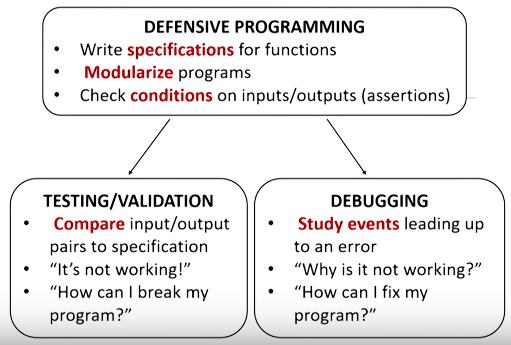 DEFENSIVE PROGRAMMING
• Write specifications for functions
• Modularize programs
• Check conditions on inputs/outputs (assertions)
TESTING/VALIDATION
• Compare input/output
pairs to specification
• “It’s not working!”
• “How can I break my
program?”
DEBUGGING
• Study events leading up
to an error
• “Why is it not working?”
• “How can I fix my
program?”